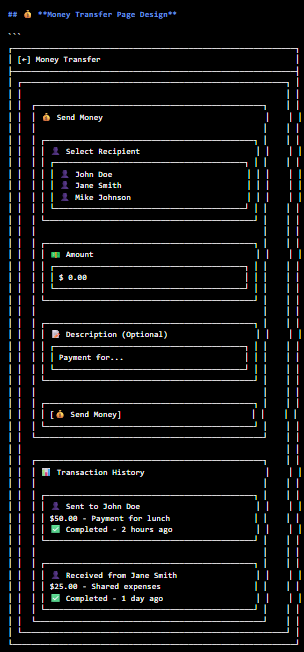 ## 💰 **Money Transfer Page Design**
```
[←] Money Transfer
💰 Send Money
👤 Select Recipient
👤 John Doe
👤 Jane Smith
👤 Mike Johnson
💵 Amount
$ 0.00
📝 Description (Optional)
Payment for...
[💰 Send Money]
📊 Transaction History
👤 Sent to John Doe
$50.00 - Payment for lunch
✅ Completed - 2 hours ago
👤 Received from Jane Smith
$25.00 - Shared expenses
✅ Completed - 1 day ago